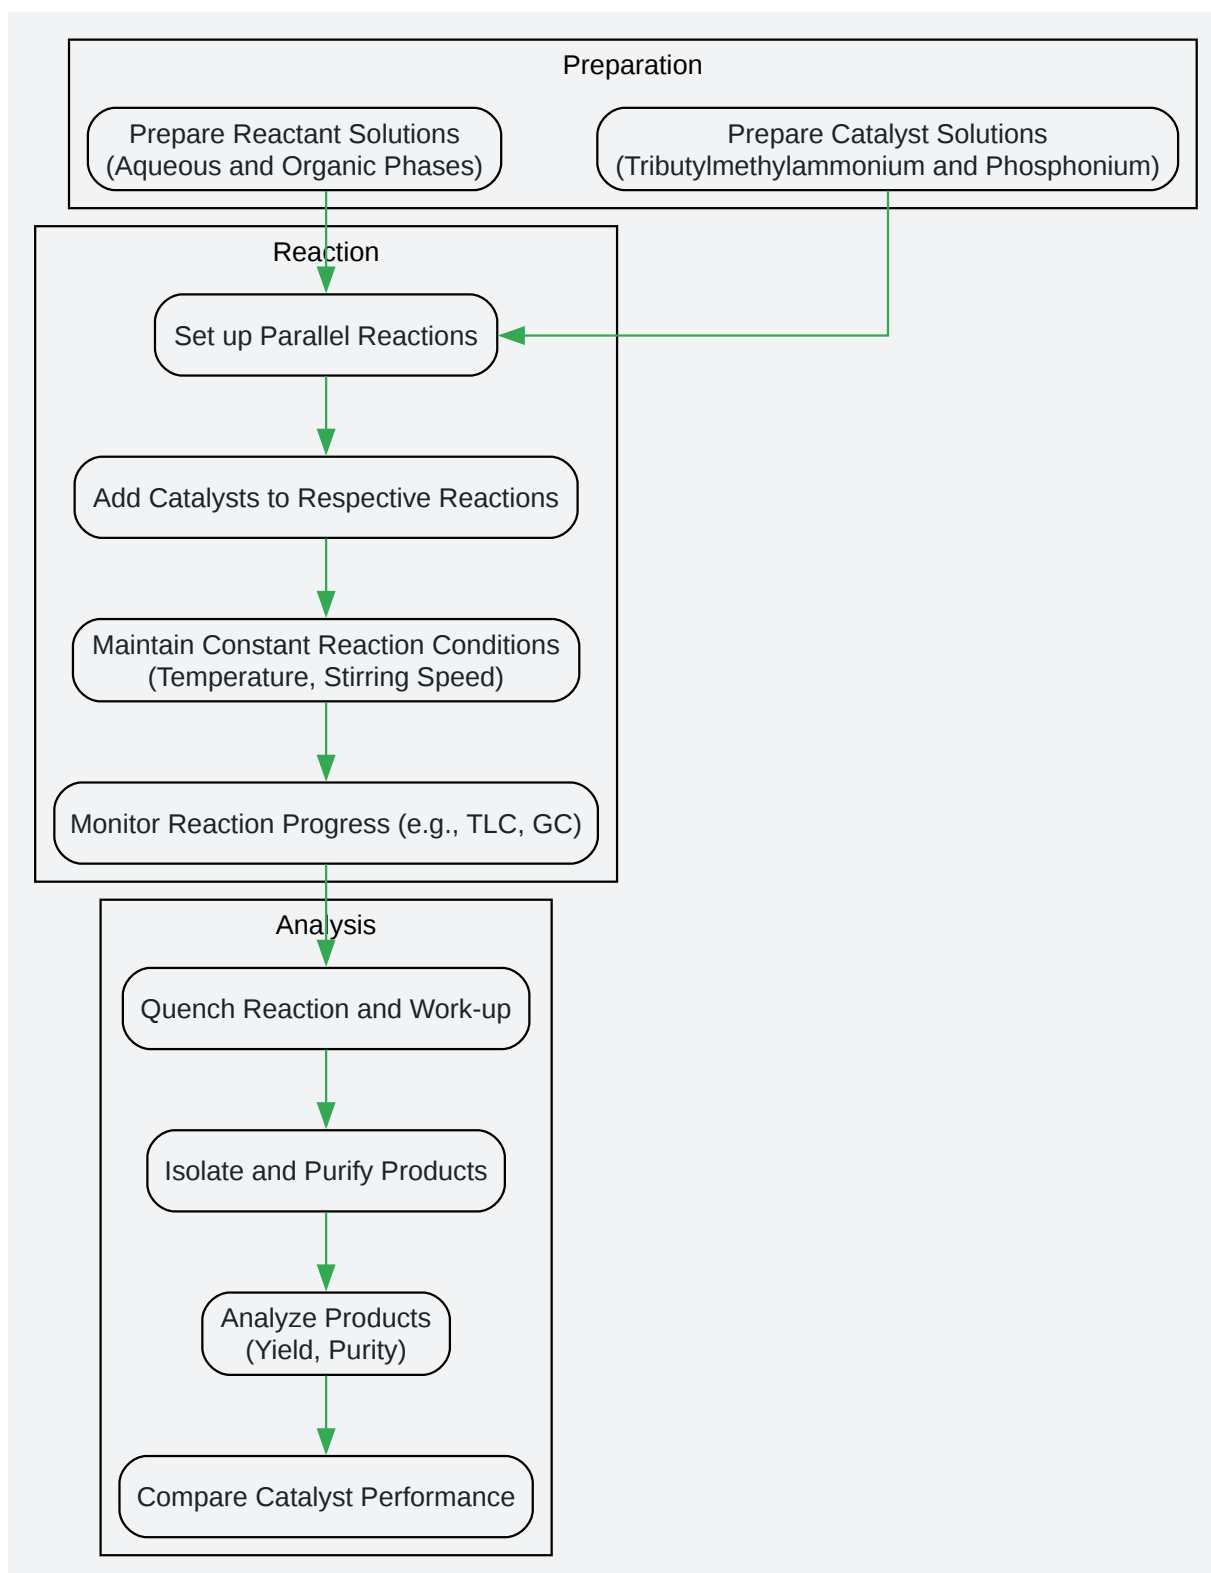 Preparation
Prepare Reactant Solutions
(Aqueous and Organic Phases)
Prepare Catalyst Solutions
(Tributylmethylammonium and Phosphonium)
Reaction
Set up Parallel Reactions
Add Catalysts to Respective Reactions
Maintain Constant Reaction Conditions
(Temperature, Stirring Speed)
Monitor Reaction Progress (e.g., TLC, GC)
Analysis
Quench Reaction and Work-up
Isolate and Purify Products
Analyze Products
(Yield, Purity)
Compare Catalyst Performance